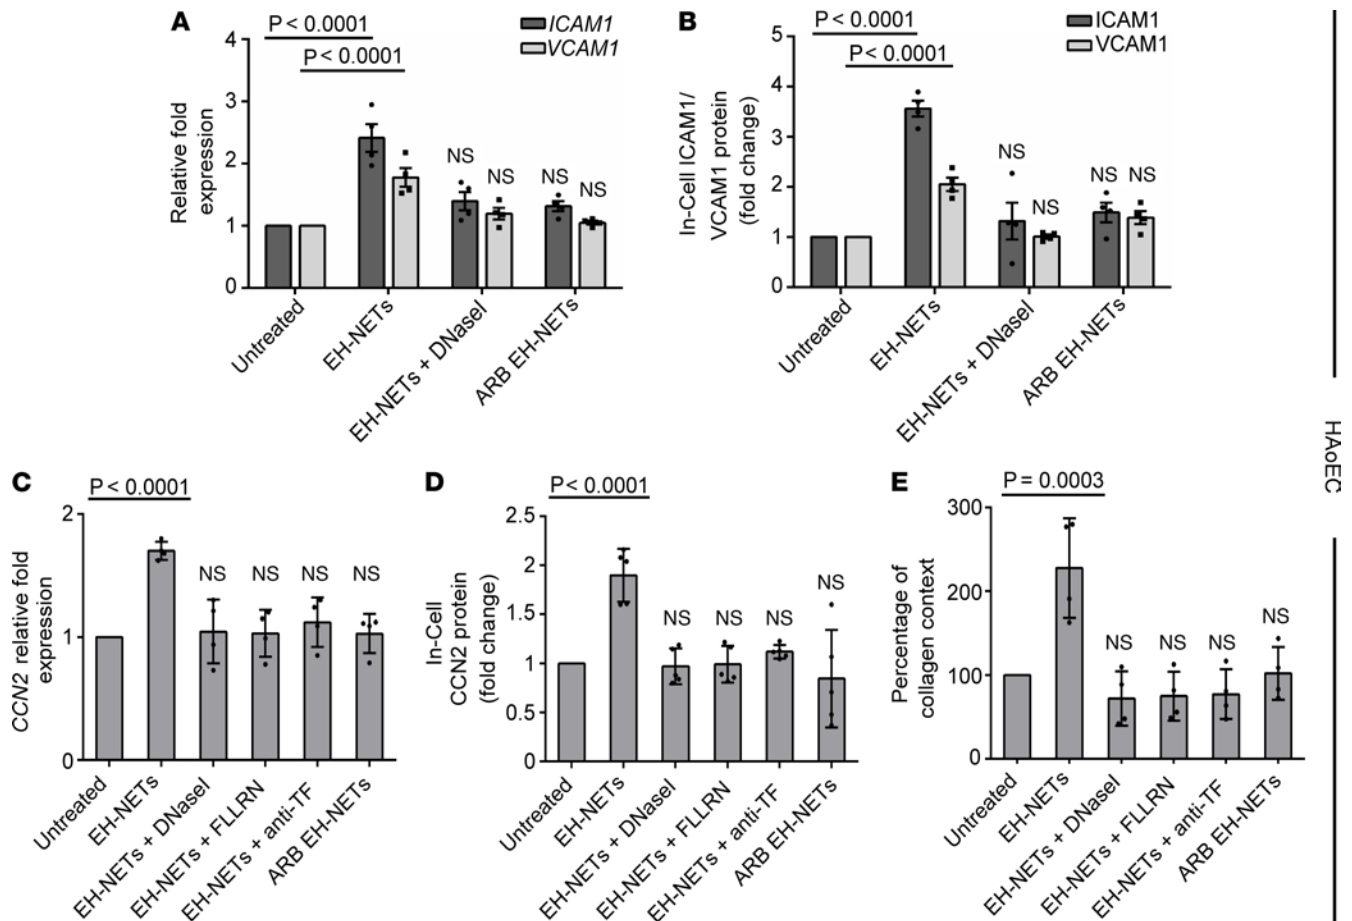 A
P < 0.0001
P < 0.0001
ICAM1
VCAM1
Relative fold
expression
4
3
2
1
0
NS
NS
NS
NS
Untreated
EH-NETs
EH-NETs + DNaseI
ARB EH-NETs
B
P < 0.0001
P < 0.0001
ICAM1
VCAM1
In-Cell ICAM1/
VCAM1 protein
(fold change)
5
4
3
2
1
0
NS
NS
NS
NS
Untreated
EH-NETs
EH-NETs + DNaseI
ARB EH-NETs
HAoEC
C
P < 0.0001
CCN2 relative fold
expression
2
1
0
NS
NS
NS
NS
Untreated
EH-NETs
EH-NETs + DNaseI
EH-NETs + FLLRN
EH-NETs + anti-TF
ARB EH-NETs
D
P < 0.0001
In-Cell
CCN2 protein
(fold change)
2.5
2
1.5
1
0.5
0
NS
NS
NS
NS
Untreated
EH-NETs
EH-NETs + DNaseI
EH-NETs + FLLRN
EH-NETs + anti-TF
ARB EH-NETs
E
P = 0.0003
Percentage of
collagen context
300
200
100
0
NS
NS
NS
NS
Untreated
EH-NETs
EH-NETs + DNaseI
EH-NETs + FLLRN
EH-NETs + anti-TF
ARB EH-NETs